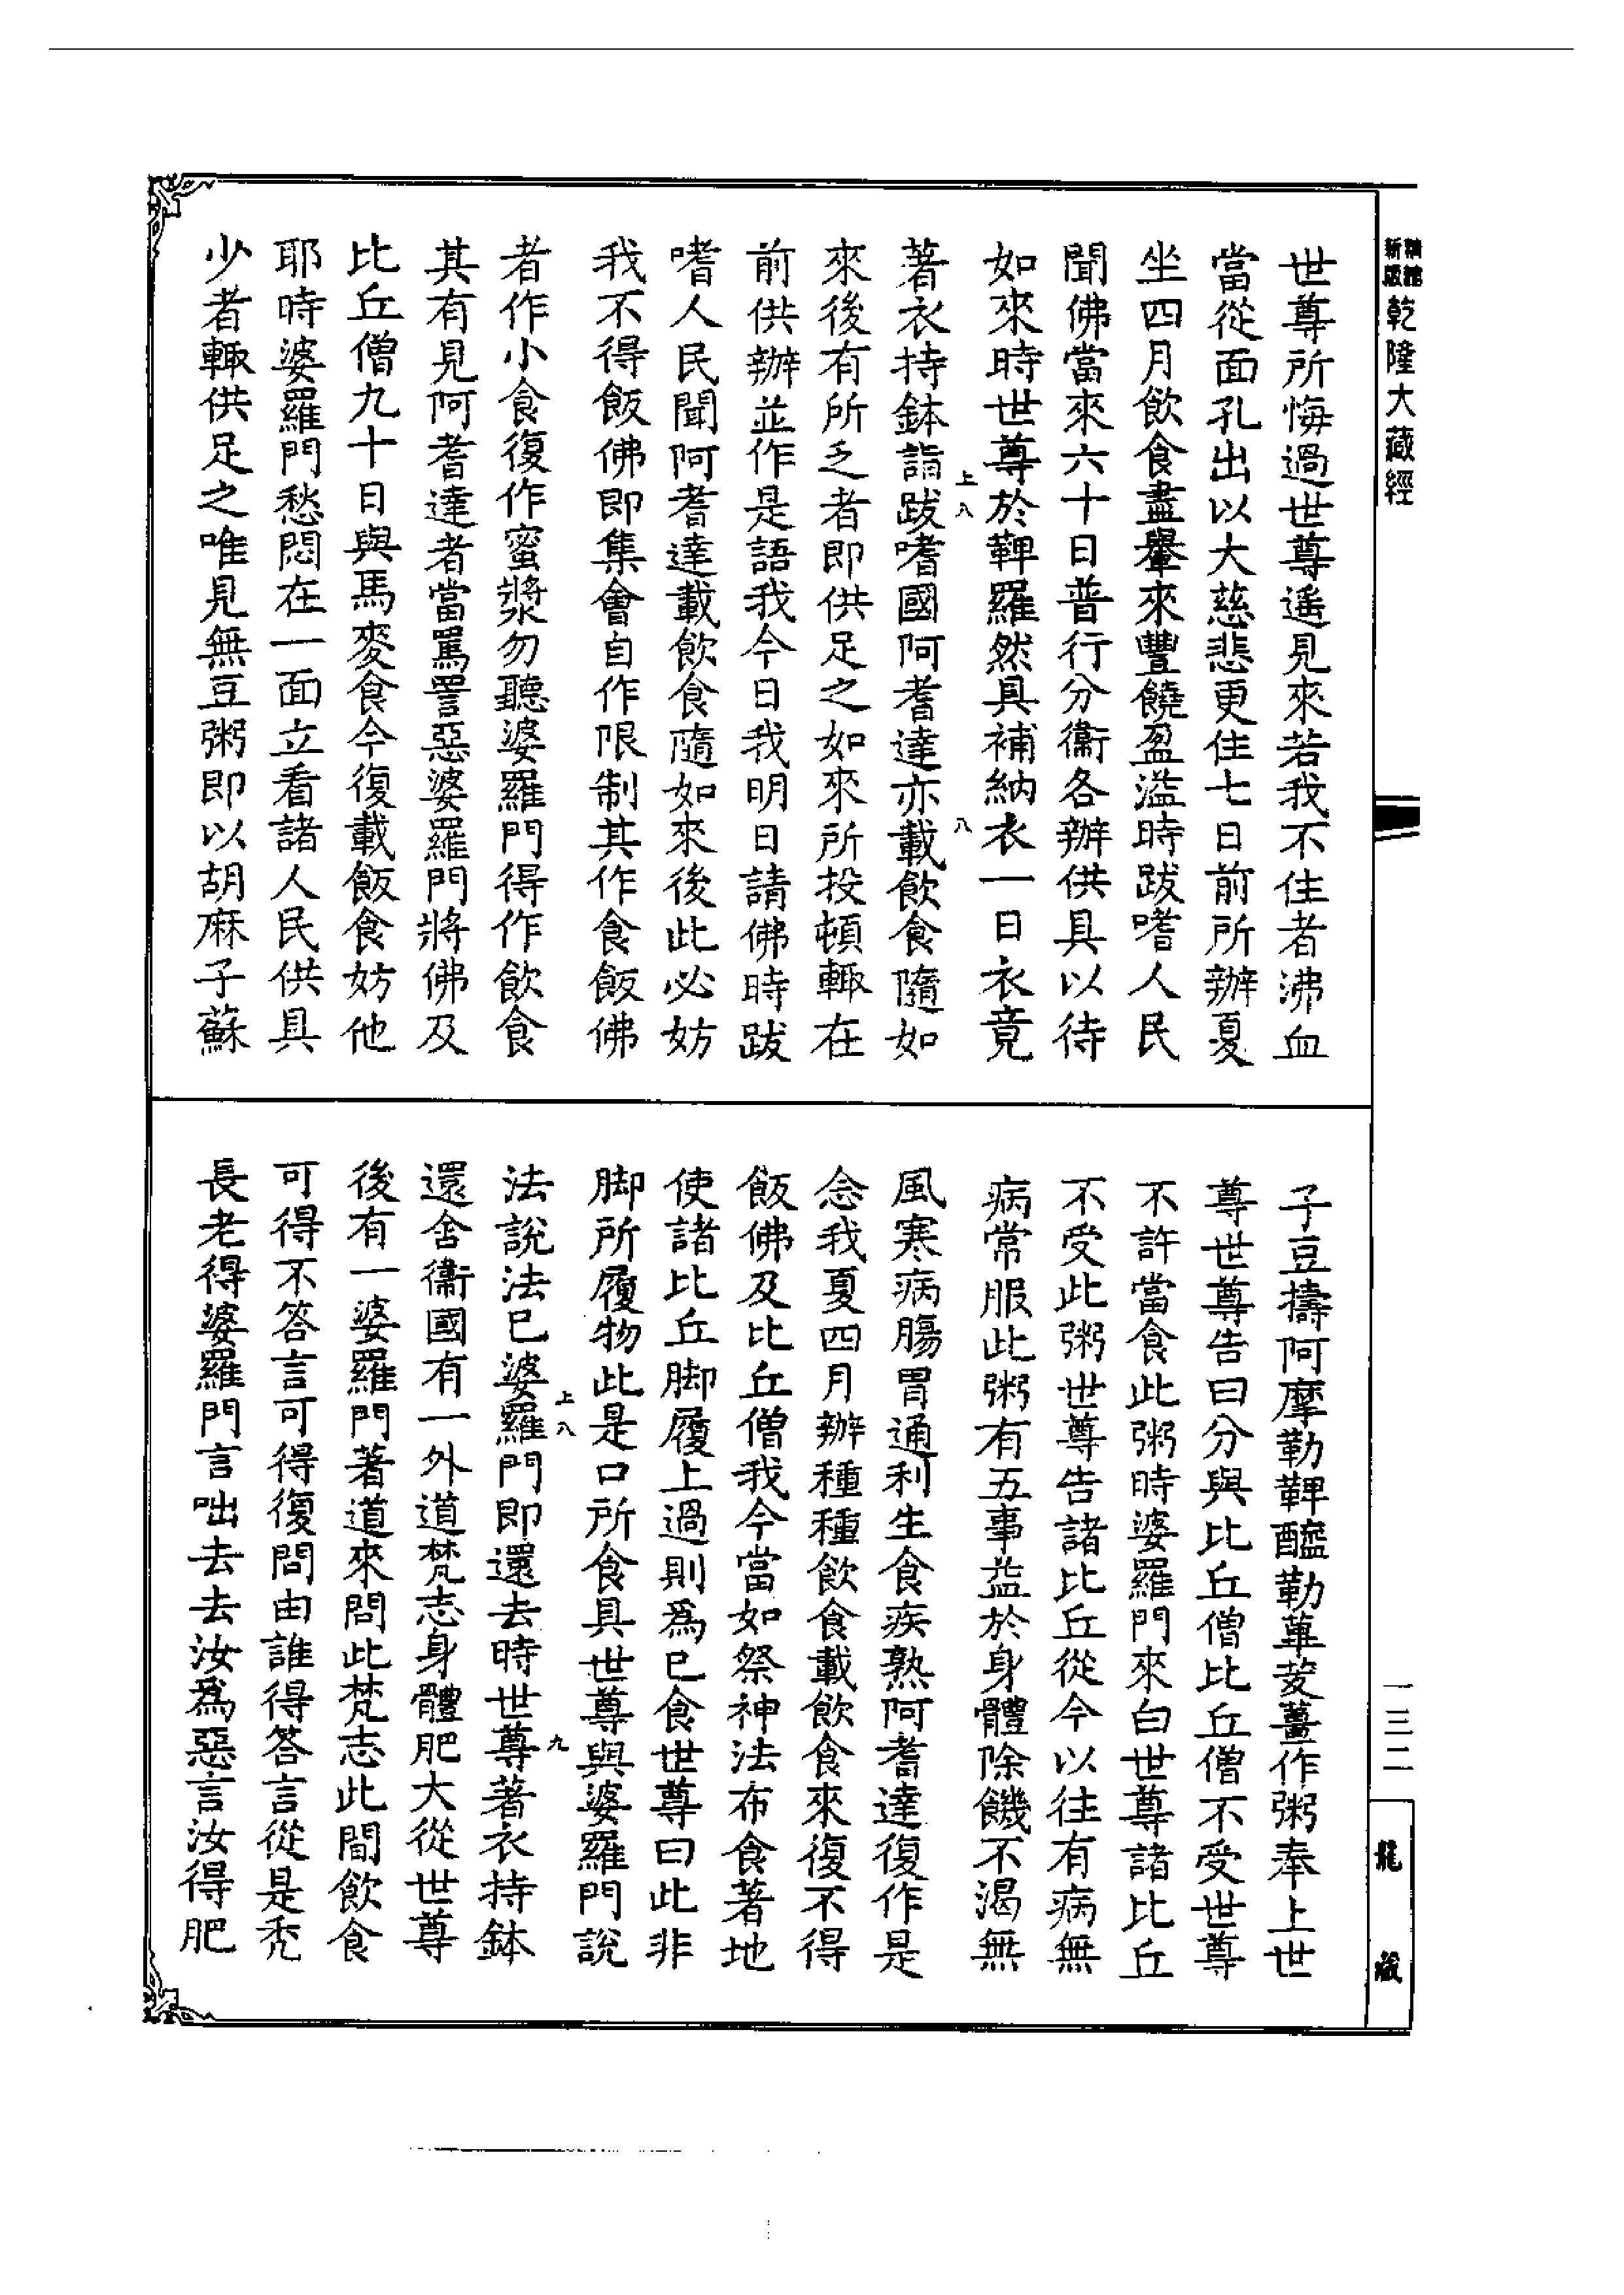 精譜
新版
乾隆大藏經
世尊所悔過世尊遙見來若我不住者沸血
當從面孔出以大慈悲更住七日前所辦夏
坐四月飲食盡轝來豐饒盈溢時跋嗜人民
聞佛當來六十日普行分衞各辦供具以待
如來時世尊於鞞羅然具補納衣一日衣竟
上八
著衣持鉢詣跋嗜國阿耆達亦載飲食隨如
八
來後有所乏者即供足之如來所投頓輙在
前供辦並作是語我今日我明日請佛時跋
嗜人民聞阿耆達載飲食隨如來後此必妨
我不得飯佛即集會自作限制其作食飯佛
者作小食復作蜜漿勿聽婆羅門得作飲食
其有見阿耆達者當罵詈惡婆羅門將佛及
比丘僧九十日與馬麥食今復載飯食妨他
耶時婆羅門愁悶在一面立看諸人民供具
少者輙供足之唯見無豆粥即以胡麻子蘇
子豆擣阿摩勒鞞醯勒蓽茇薑作粥奉上世
尊世尊告曰分與比丘僧比丘僧不受世尊
不許當食此粥時婆羅門來白世尊諸比丘
不受此粥世尊告諸比丘從今以往有病無
病常服此粥有五事益於身體除饑不渴無
風寒病腸胃通利生食疾熟阿耆達復作是
念我夏四月辦種種飲食載飲食來復不得
飯佛及比丘僧我今當如祭神法布食著地
使諸比丘脚履上過則爲已食世尊曰此非
脚所履物此是口所食具世尊與婆羅門說
上八
法說法已婆羅門即還去時世尊著衣持鉢
九
還舍衞國有一外道梵志身體肥大從世尊
後有一婆羅門著道來問此梵志此間飲食
可得不答言可得復問由誰得答言從是禿
長老得婆羅門言咄去去汝爲惡言汝得肥
一三二
龍藏